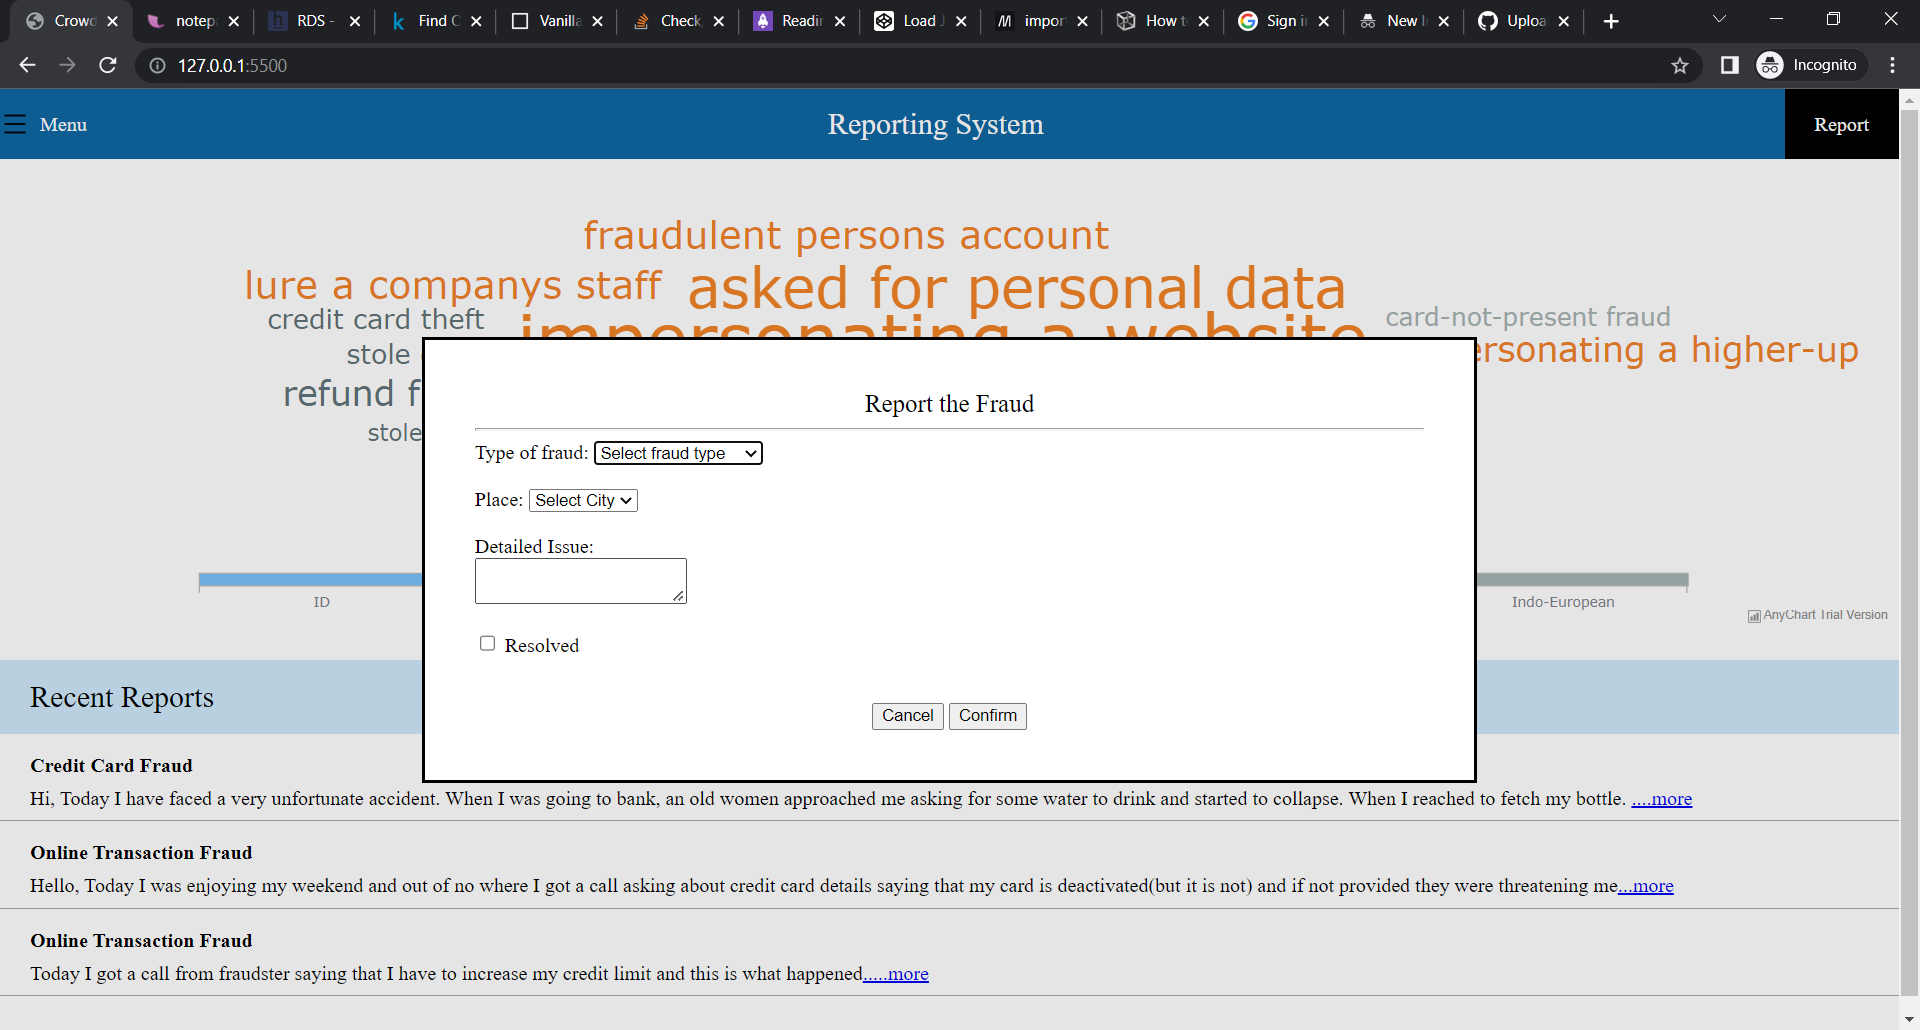 Crowd
notep
RDS -
Find C
Vanilla
Check
Readin
Load J
impor
How t
Sign i
New I
Uploa
127.0.0.1:5500
Incognito
Menu
Reporting System
Report
fraudulent persons account
lure a companys staff
asked for personal data
credit card theft
impersonating a website
card-not-present fraud
stole
ersonating a higher-up
refund f
stole
Report the Fraud
Type of fraud: Select fraud type
Place: Select City
Detailed Issue:
ID
Indo-European
AnyChart Trial Version
Resolved
Cancel Confirm
Recent Reports
Credit Card Fraud
Hi, Today I have faced a very unfortunate accident. When I was going to bank, an old women approached me asking for some water to drink and started to collapse. When I reached to fetch my bottle. ....more
Online Transaction Fraud
Hello, Today I was enjoying my weekend and out of no where I got a call asking about credit card details saying that my card is deactivated(but it is not) and if not provided they were threatening me...more
Online Transaction Fraud
Today I got a call from fraudster saying that I have to increase my credit limit and this is what happened.....more